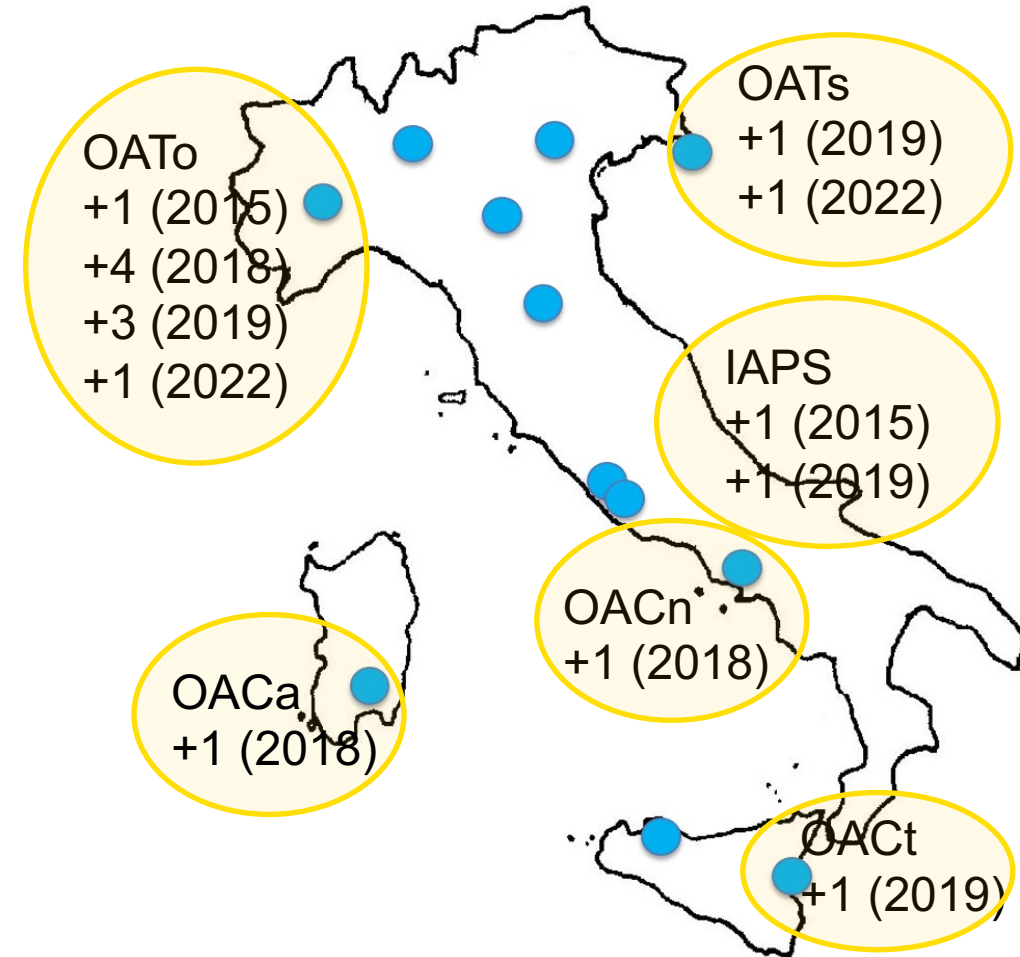 OATo
+1 (2015)
+4 (2018)
+3 (2019)
+1 (2022)
OATs
+1 (2019)
+1 (2022)
IAPS
+1 (2015)
+1 (2019)
OACn
+1 (2018)
OACa
+1 (2018)
OACt
+1 (2019)